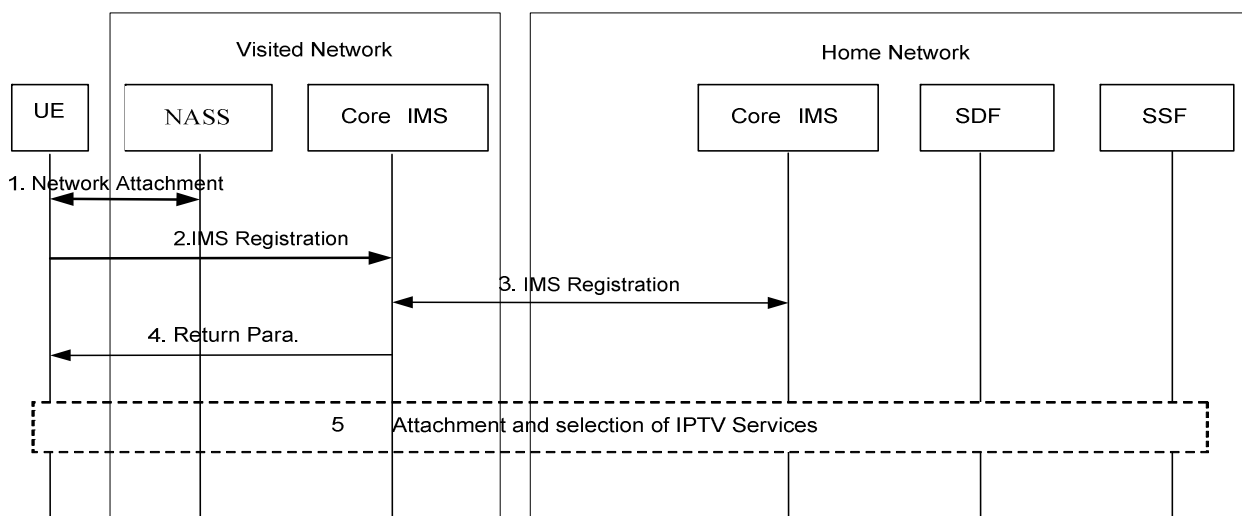 Visited Network
Home Network
UE
NASS
Core IMS
Core IMS
SDF
SSF
1. Network Attachment
2.IMS Registration
3. IMS Registration
4. Return Para.
5 Attachment and selection of IPTV Services